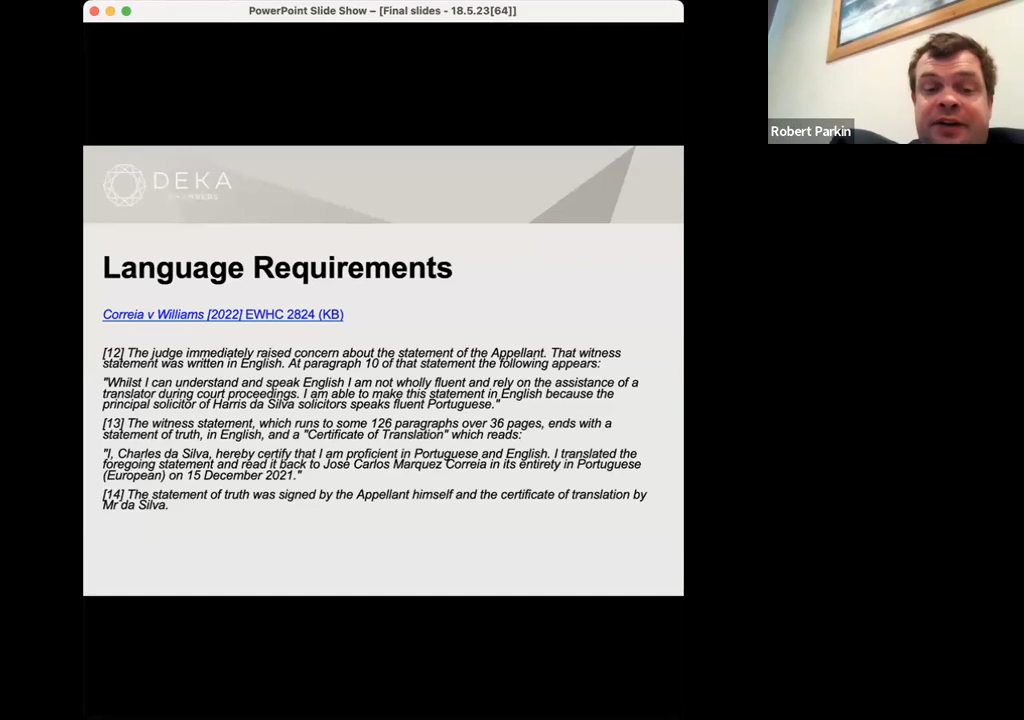 PowerPoint Slide Show – [Final slides - 18.5.23[64]]
Robert Parkin
DEKA
CHAMBERS
Language Requirements
Correia v Williams [2022] EWHC 2824 (KB)
[12] The judge immediately raised concern about the statement of the Appellant. That witness
statement was written in English. At paragraph 10 of that statement the following appears:
"Whilst I can understand and speak English I am not wholly fluent and rely on the assistance of a
translator during court proceedings. I am able to make this statement in English because the
principal solicitor of Harris da Silva solicitors speaks fluent Portuguese."
[13] The witness statement, which runs to some 126 paragraphs over 36 pages, ends with a
statement of truth, in English, and a "Certificate of Translation" which reads:
"I, Charles da Silva, hereby certify that I am proficient in Portuguese and English. I translated the
foregoing statement and read it back to José Carlos Marquez Correia in its entirety in Portuguese
(European) on 15 December 2021."
[14] The statement of truth was signed by the Appellant himself and the certificate of translation by
Mr da Silva.